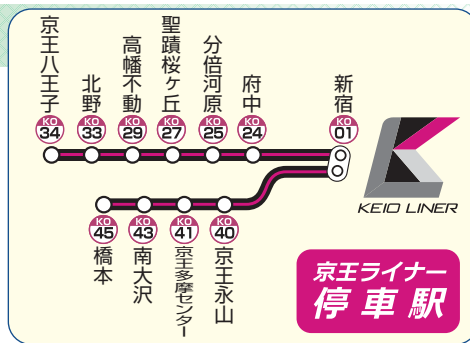 京王八王子
KO
34
北野
KO
33
高幡不動
KO
29
聖蹟桜ヶ丘
KO
27
分倍河原
KO
25
府中
KO
24
新宿
KO
01
KEIO LINER
KO
45
橋本
KO
43
南大沢
KO
41
京王多摩センター
KO
40
京王永山
京王ライナー
停車駅